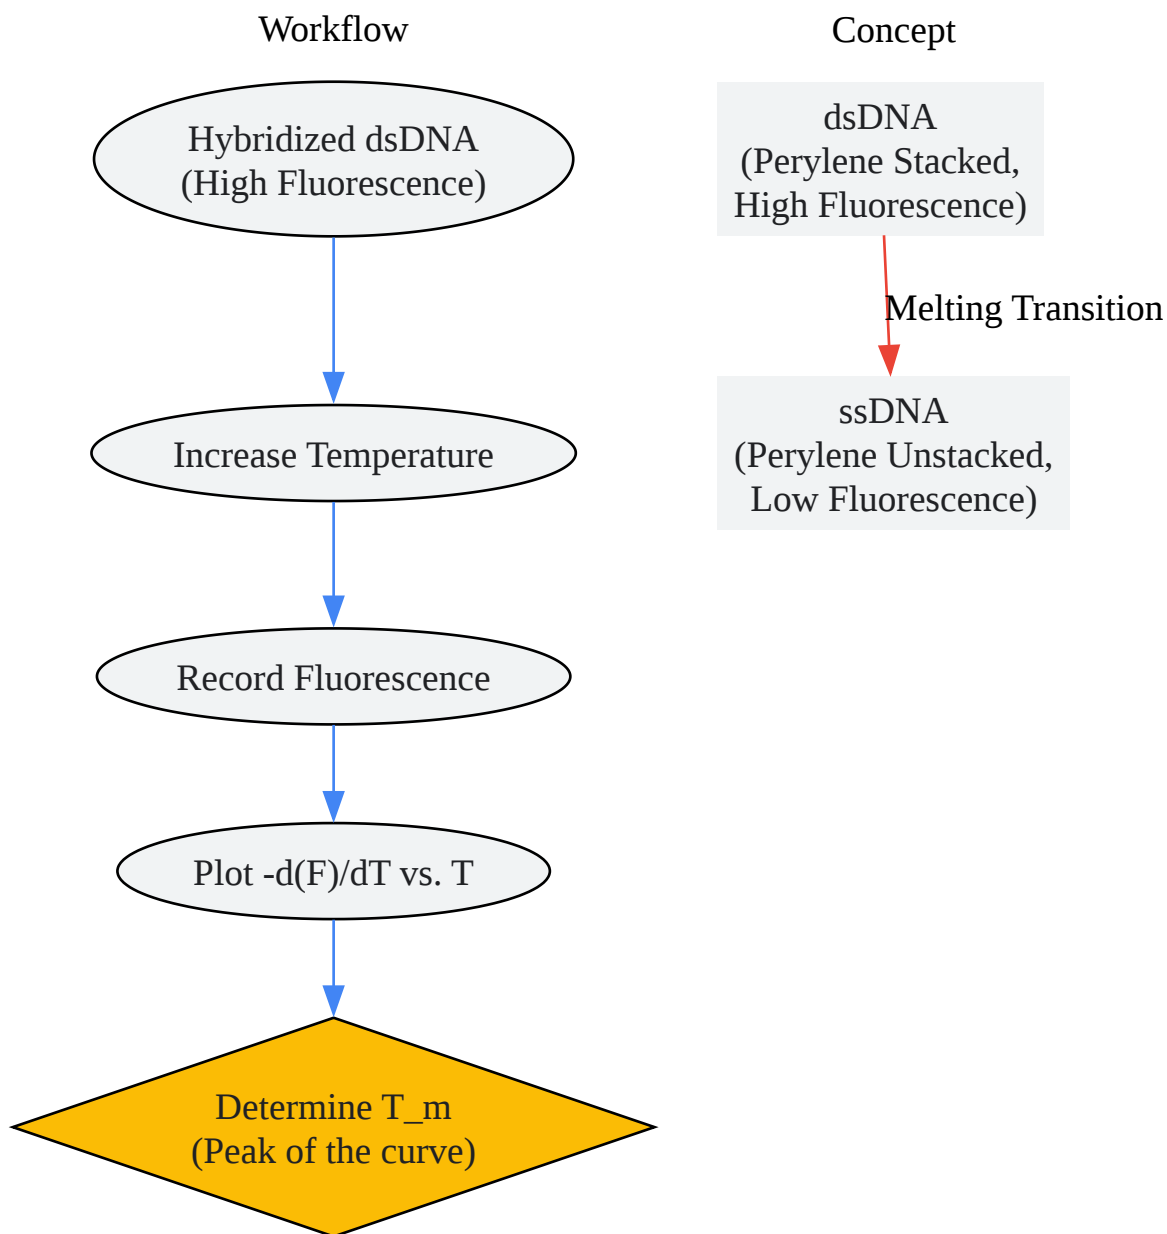 Workflow
Hybridized dsDNA
(High Fluorescence)
Increase Temperature
Record Fluorescence
Plot -d(F)/dT vs. T
Determine T_m
(Peak of the curve)
Concept
dsDNA
(Perylene Stacked,
High Fluorescence)
Melting Transition
ssDNA
(Perylene Unstacked,
Low Fluorescence)